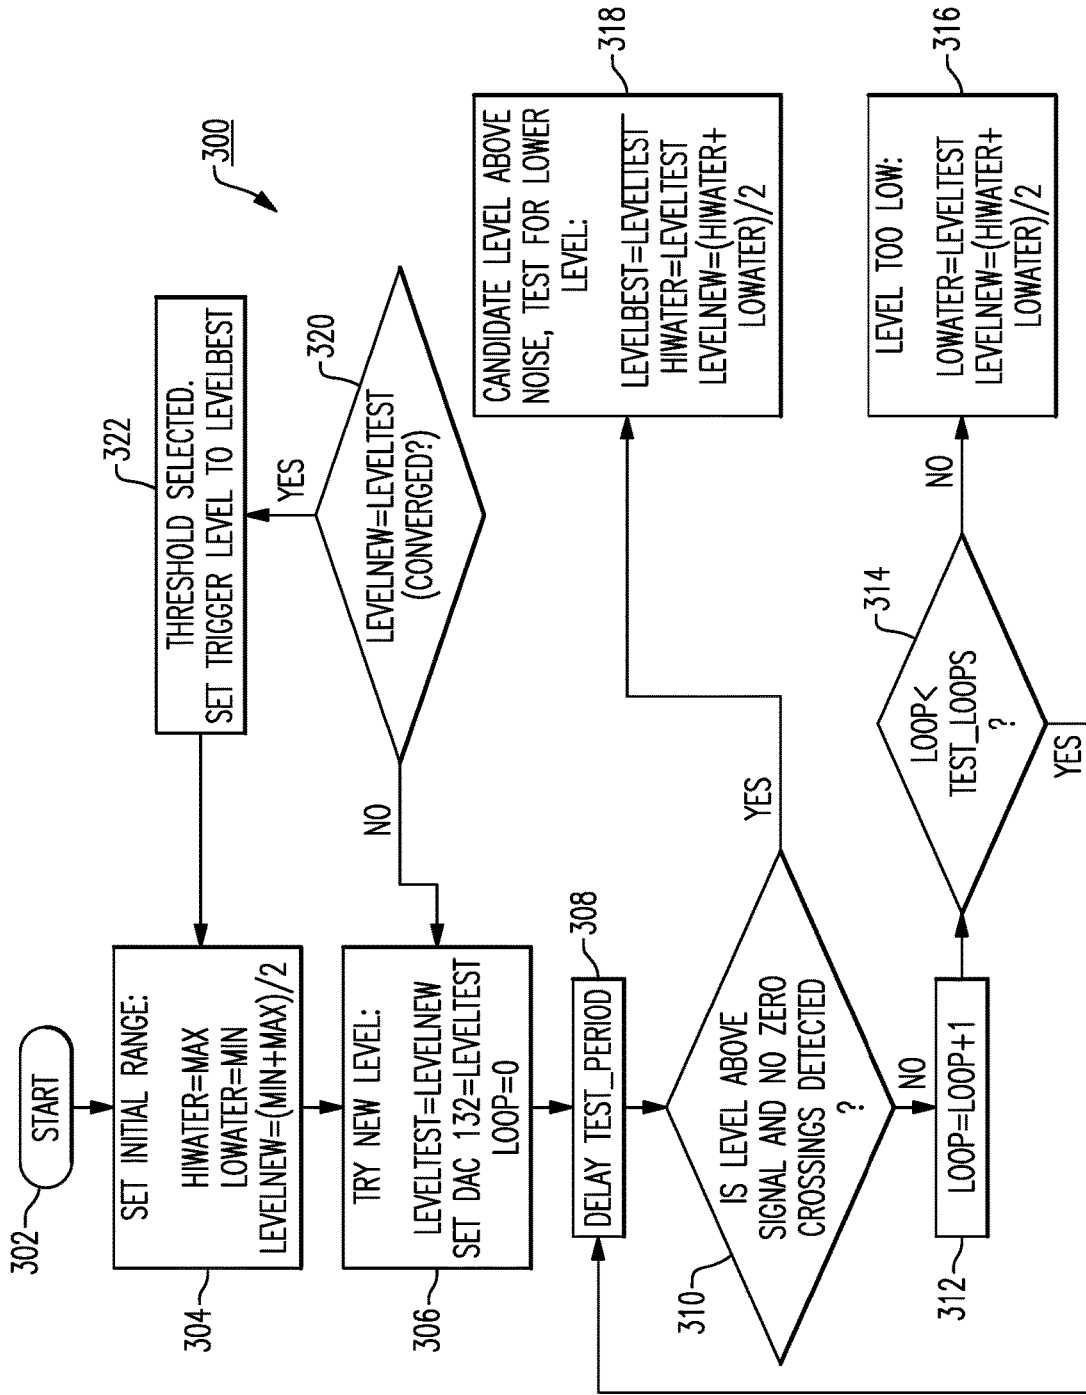 300
302
START
304
SET INITIAL RANGE:
HIWATER=MAX
LOWATER=MIN
LEVELNEW=(MIN+MAX)/2
306
TRY NEW LEVEL:
LEVELTEST=LEVELNEW
SET DAC 132=LEVELTEST
LOOP=0
308
DELAY TEST_PERIOD
310
IS LEVEL ABOVE
SIGNAL AND NO ZERO
CROSSINGS DETECTED
?
YES
NO
312
LOOP=LOOP+1
314
LOOP<
TEST_LOOPS
?
YES
NO
316
LEVEL TOO LOW:
LOWATER=LEVELTEST
LEVELNEW=(HIWATER+
LOWATER)/2
318
CANDIDATE LEVEL ABOVE
NOISE, TEST FOR LOWER
LEVEL:
LEVELBEST=LEVELTEST
HIWATER=LEVELTEST
LEVELNEW=(HIWATER+
LOWATER)/2
320
LEVELNEW=LEVELTEST
(CONVERGED?)
NO
YES
322
THRESHOLD SELECTED.
SET TRIGGER LEVEL TO LEVELBEST